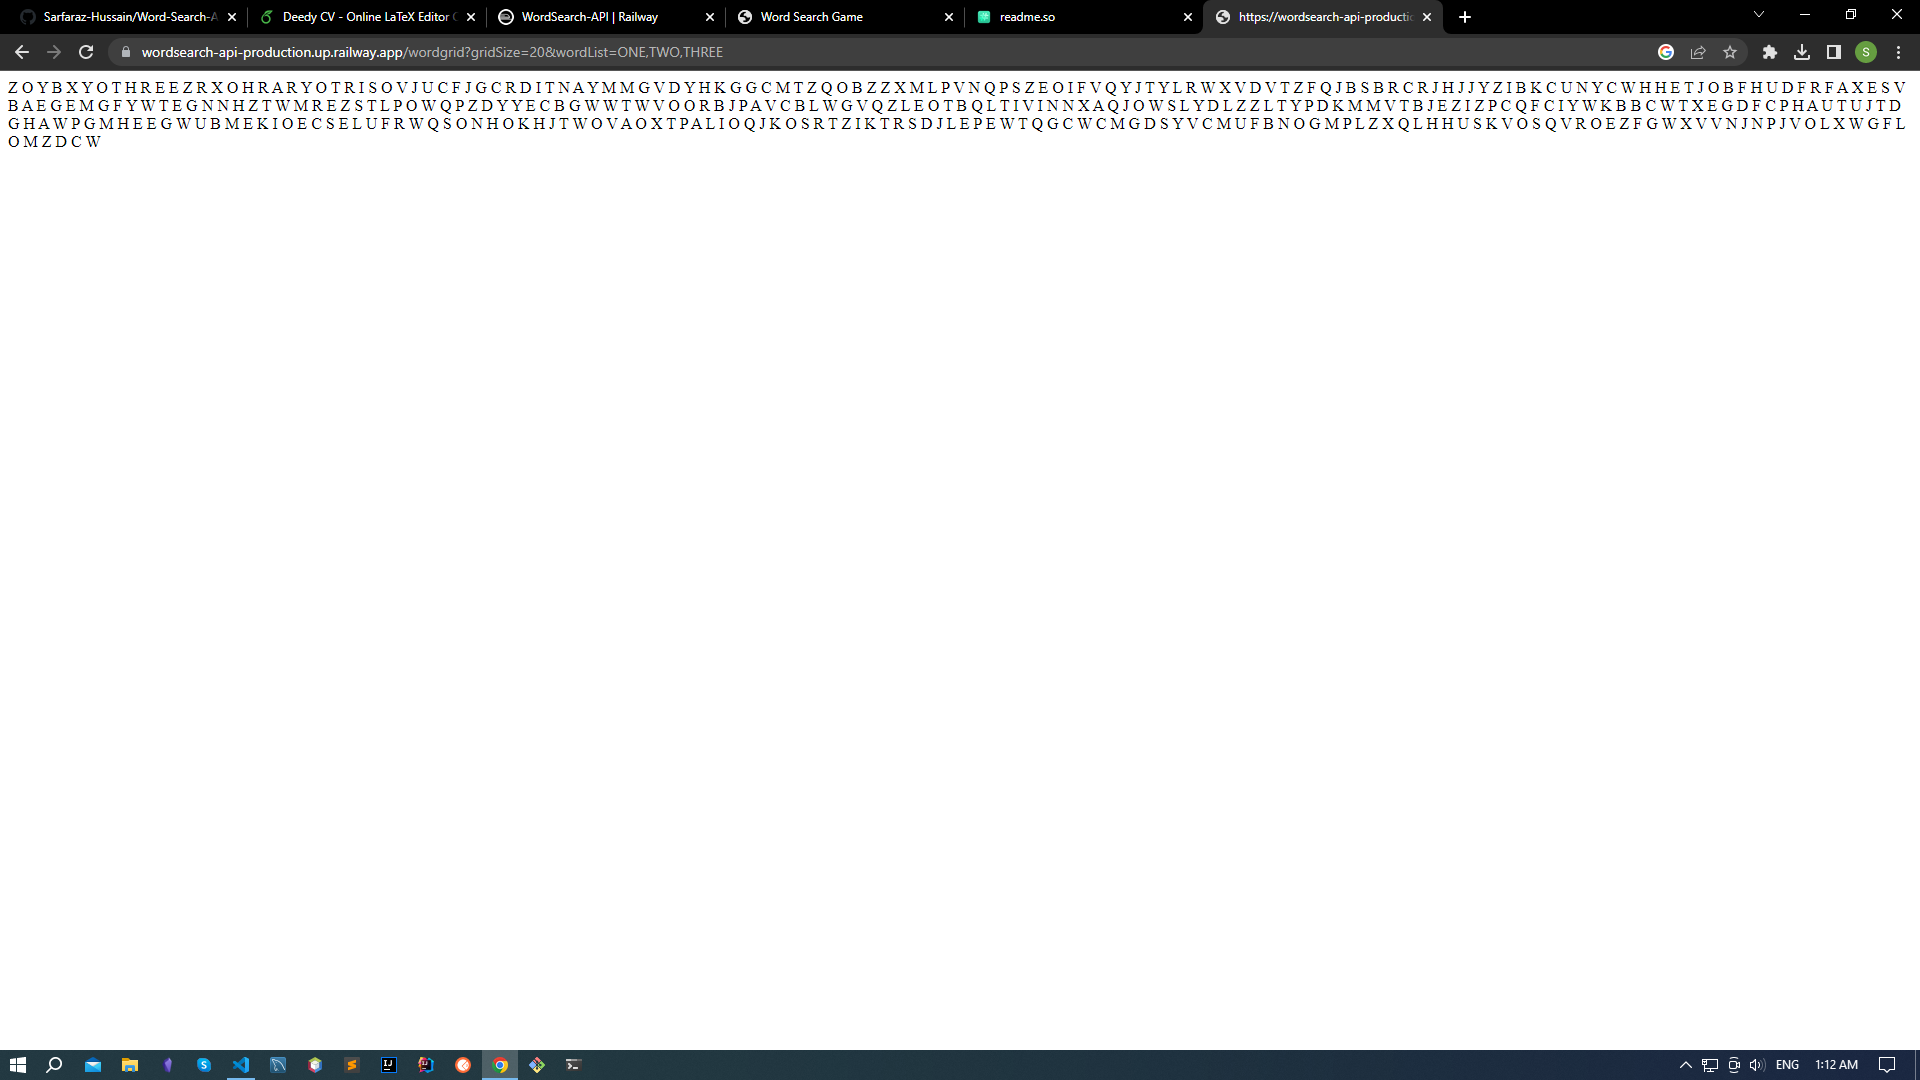 Sarfaraz-Hussain/Word-Search-A
Deedy CV - Online LaTeX Editor
WordSearch-API | Railway
Word Search Game
readme.so
https://wordsearch-api-productio
wordsearch-api-production.up.railway.app/wordgrid?gridSize=20&wordList=ONE,TWO,THREE
S
Z O Y B X Y O T H R E E Z R X O H R A R Y O T R I S O V J U C F J G C R D I T N A Y M M G V D Y H K G G C M T Z Q O B Z Z X M L P V N Q P S Z E O I F V Q Y J T Y L R W X V D V T Z F Q J B S B R C R J H J J Y Z I B K C U N Y C W H H E T J O B F H U D F R F A X E S V
B A E G E M G F Y W T E G N N H Z T W M R E Z S T L P O W Q P Z D Y Y E C B G W W T W V O O R B J P A V C B L W G V Q Z L E O T B Q L T I V I N N X A Q J O W S L Y D L Z Z L T Y P D K M M V T B J E Z I Z P C Q F C I Y W K B B C W T X E G D F C P H A U T U J T D
G H A W P G M H E E G W U B M E K I O E C S E L U F R W Q S O N H O K H J T W O V A O X T P A L I O Q J K O S R T Z I K T R S D J L E P E W T Q G C W C M G D S Y V C M U F B N O G M P L Z X Q L H H U S K V O S Q V R O E Z F G W X V V N J N P J V O L X W G F L
O M Z D C W
ENG
1:12 AM